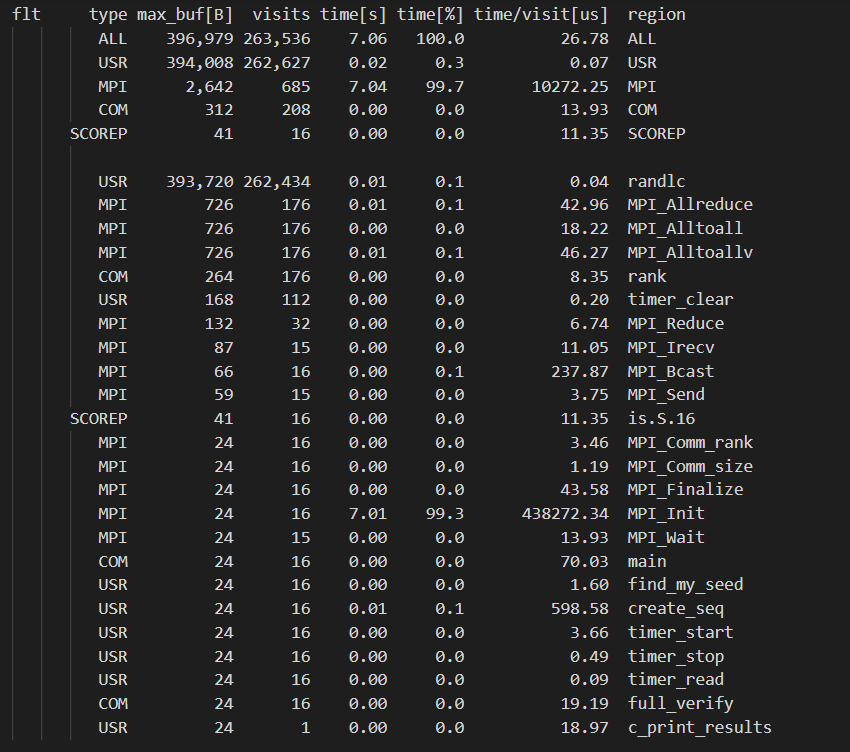 flt type max_buf[B] visits time[s] time[%] time/visit[us] region
ALL 396,979 263,536 7.06 100.0 26.78 ALL
USR 394,008 262,627 0.02 0.3 0.07 USR
MPI 2,642 685 7.04 99.7 10272.25 MPI
COM 312 208 0.00 0.0 13.93 COM
SCOREP 41 16 0.00 0.0 11.35 SCOREP
USR 393,720 262,434 0.01 0.1 0.04 randlc
MPI 726 176 0.01 0.1 42.96 MPI_Allreduce
MPI 726 176 0.00 0.0 18.22 MPI_Alltoall
MPI 726 176 0.01 0.1 46.27 MPI_Alltoallv
COM 264 176 0.00 0.0 8.35 rank
USR 168 112 0.00 0.0 0.20 timer_clear
MPI 132 32 0.00 0.0 6.74 MPI_Reduce
MPI 87 15 0.00 0.0 11.05 MPI_Irecv
MPI 66 16 0.00 0.1 237.87 MPI_Bcast
MPI 59 15 0.00 0.0 3.75 MPI_Send
SCOREP 41 16 0.00 0.0 11.35 is.S.16
MPI 24 16 0.00 0.0 3.46 MPI_Comm_rank
MPI 24 16 0.00 0.0 1.19 MPI_Comm_size
MPI 24 16 0.00 0.0 43.58 MPI_Finalize
MPI 24 16 7.01 99.3 438272.34 MPI_Init
MPI 24 15 0.00 0.0 13.93 MPI_Wait
COM 24 16 0.00 0.0 70.03 main
USR 24 16 0.00 0.0 1.60 find_my_seed
USR 24 16 0.01 0.1 598.58 create_seq
USR 24 16 0.00 0.0 3.66 timer_start
USR 24 16 0.00 0.0 0.49 timer_stop
USR 24 16 0.00 0.0 0.09 timer_read
COM 24 16 0.00 0.0 19.19 full_verify
USR 24 1 0.00 0.0 18.97 c_print_results